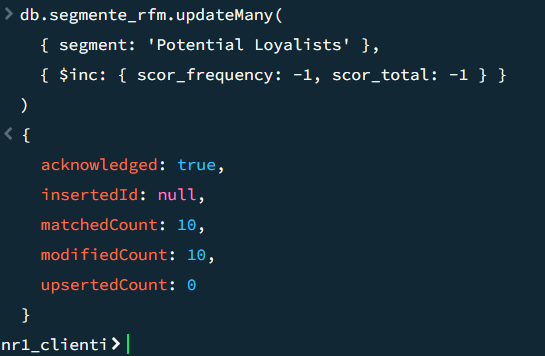 > db.segmente_rfm.updateMany(
{ segment: 'Potential Loyalists' },
{ $inc: { scor_frequency: -1, scor_total: -1 } }
)
< {
acknowledged: true,
insertedId: null,
matchedCount: 10,
modifiedCount: 10,
upsertedCount: 0
}
nr1_clienti>